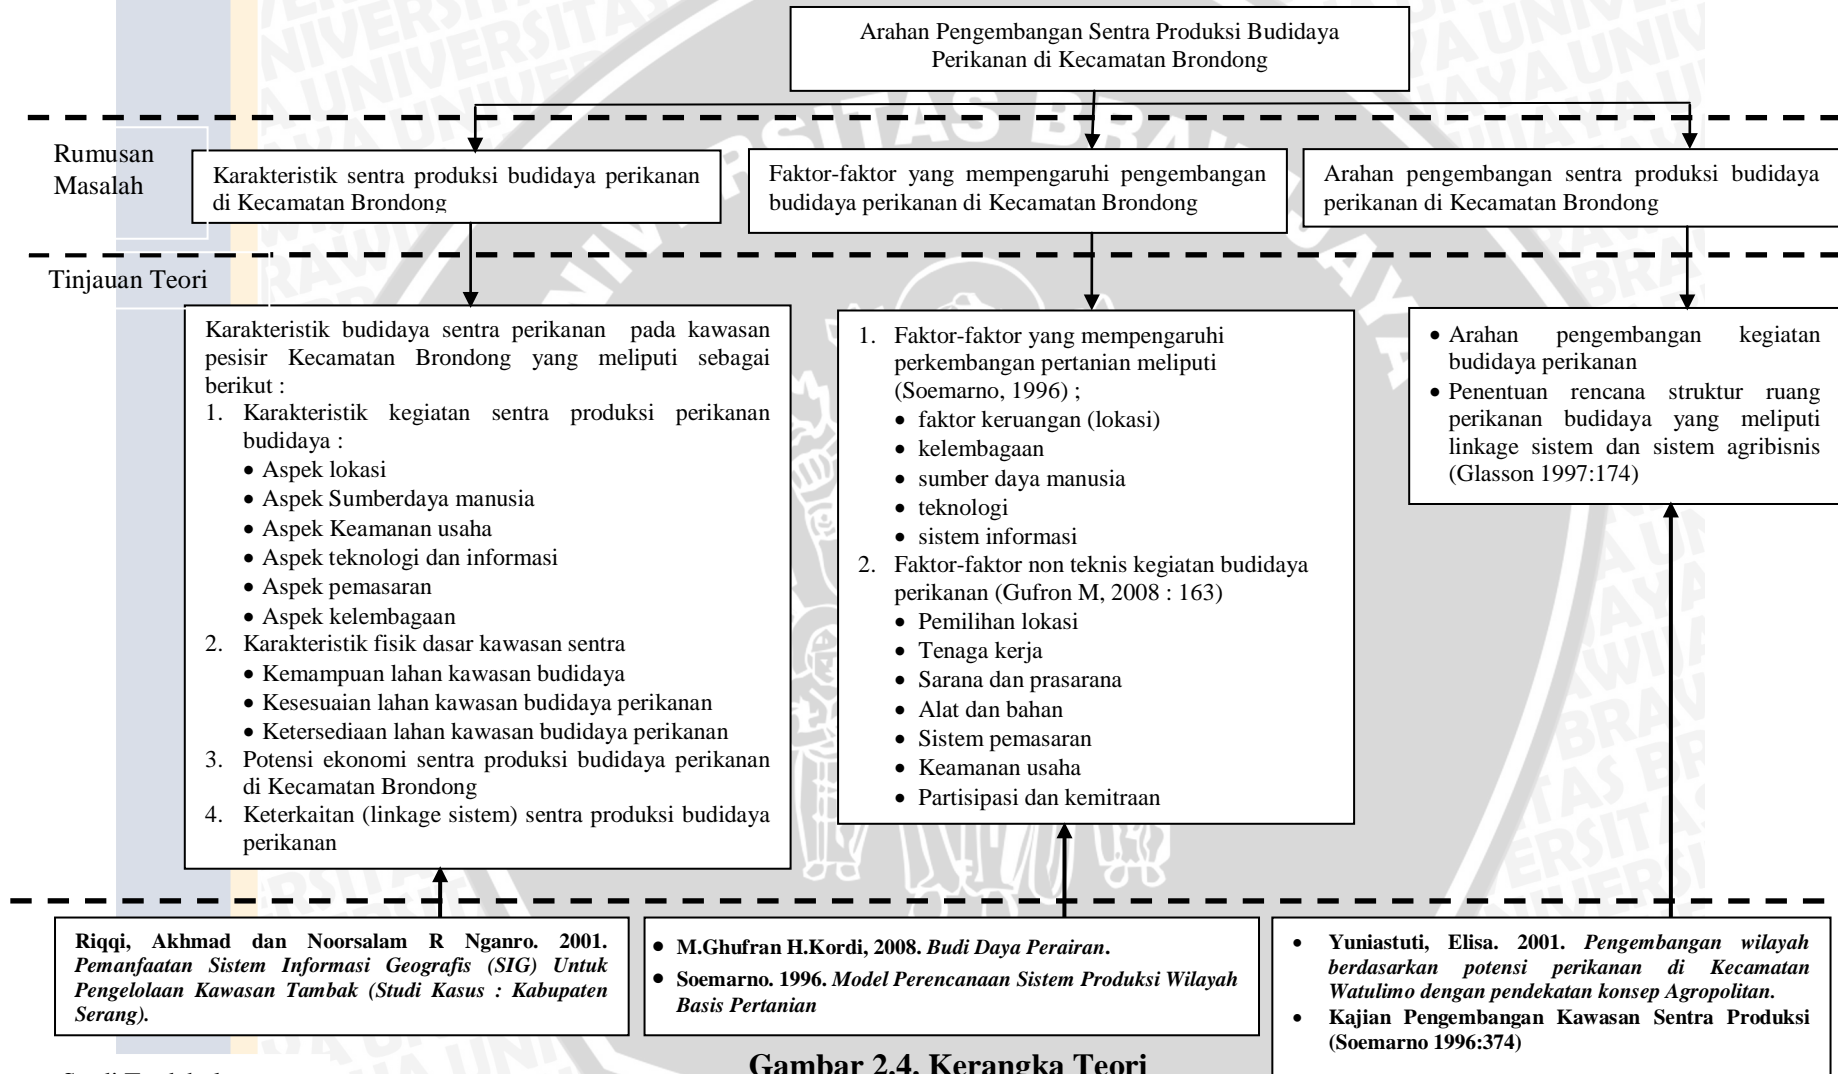 Arahan Pengembangan Sentra Produksi Budidaya
Perikanan di Kecamatan Brondong
Rumusan
Masalah
Karakteristik sentra produksi budidaya perikanan
di Kecamatan Brondong
Faktor-faktor yang mempengaruhi pengembangan
budidaya perikanan di Kecamatan Brondong
Arahan pengembangan sentra produksi budidaya
perikanan di Kecamatan Brondong
Tinjauan Teori
Karakteristik budidaya sentra perikanan pada kawasan
pesisir Kecamatan Brondong yang meliputi sebagai
berikut :
1. Karakteristik kegiatan sentra produksi perikanan
budidaya :
• Aspek lokasi
• Aspek Sumberdaya manusia
• Aspek Keamanan usaha
• Aspek teknologi dan informasi
• Aspek pemasaran
• Aspek kelembagaan
2. Karakteristik fisik dasar kawasan sentra
• Kemampuan lahan kawasan budidaya
• Kesesuaian lahan kawasan budidaya perikanan
• Ketersediaan lahan kawasan budidaya perikanan
3. Potensi ekonomi sentra produksi budidaya perikanan
di Kecamatan Brondong
4. Keterkaitan (linkage sistem) sentra produksi budidaya
perikanan
1. Faktor-faktor yang mempengaruhi
perkembangan pertanian meliputi
(Soemarno, 1996) ;
• faktor keruangan (lokasi)
• kelembagaan
• sumber daya manusia
• teknologi
• sistem informasi
2. Faktor-faktor non teknis kegiatan budidaya
perikanan (Gufron M, 2008 : 163)
• Pemilihan lokasi
• Tenaga kerja
• Sarana dan prasarana
• Alat dan bahan
• Sistem pemasaran
• Keamanan usaha
• Partisipasi dan kemitraan
• Arahan pengembangan kegiatan
budidaya perikanan
• Penentuan rencana struktur ruang
perikanan budidaya yang meliputi
linkage sistem dan sistem agribisnis
(Glasson 1997:174)
Riqqi, Akhmad dan Noorsalam R Nganro. 2001.
Pemanfaatan Sistem Informasi Geografis (SIG) Untuk
Pengelolaan Kawasan Tambak (Studi Kasus : Kabupaten
Serang).
• M.Ghufran H.Kordi, 2008. Budi Daya Perairan.
• Soemarno. 1996. Model Perencanaan Sistem Produksi Wilayah
Basis Pertanian
• Yuniastuti, Elisa. 2001. Pengembangan wilayah
berdasarkan potensi perikanan di Kecamatan
Watulimo dengan pendekatan konsep Agropolitan.
• Kajian Pengembangan Kawasan Sentra Produksi
(Soemarno 1996:374)
Gambar 2.4. Kerangka Teori